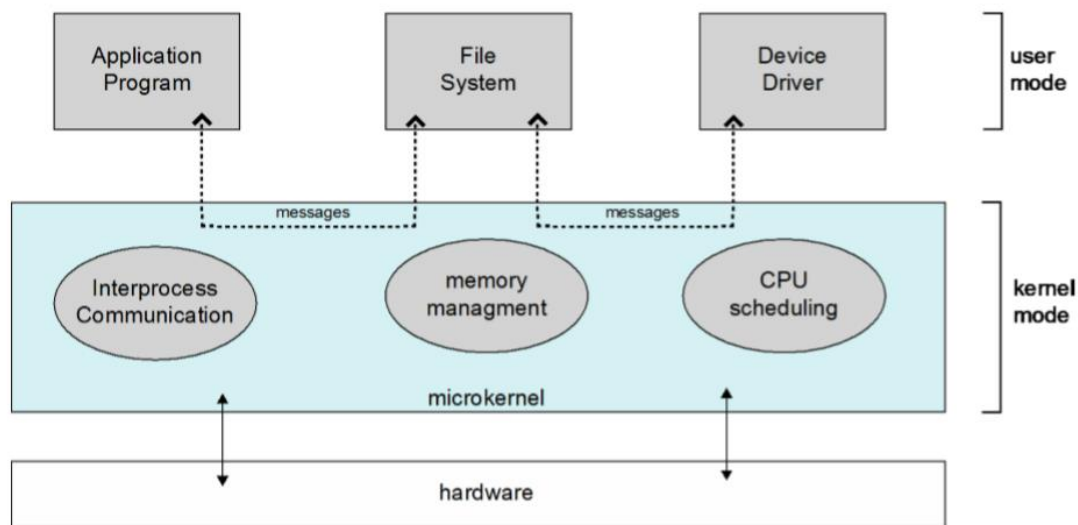 Application
Program
File
System
Device
Driver
user
mode
messages
messages
Interprocess
Communication
memory
managment
CPU
scheduling
kernel
mode
microkernel
hardware